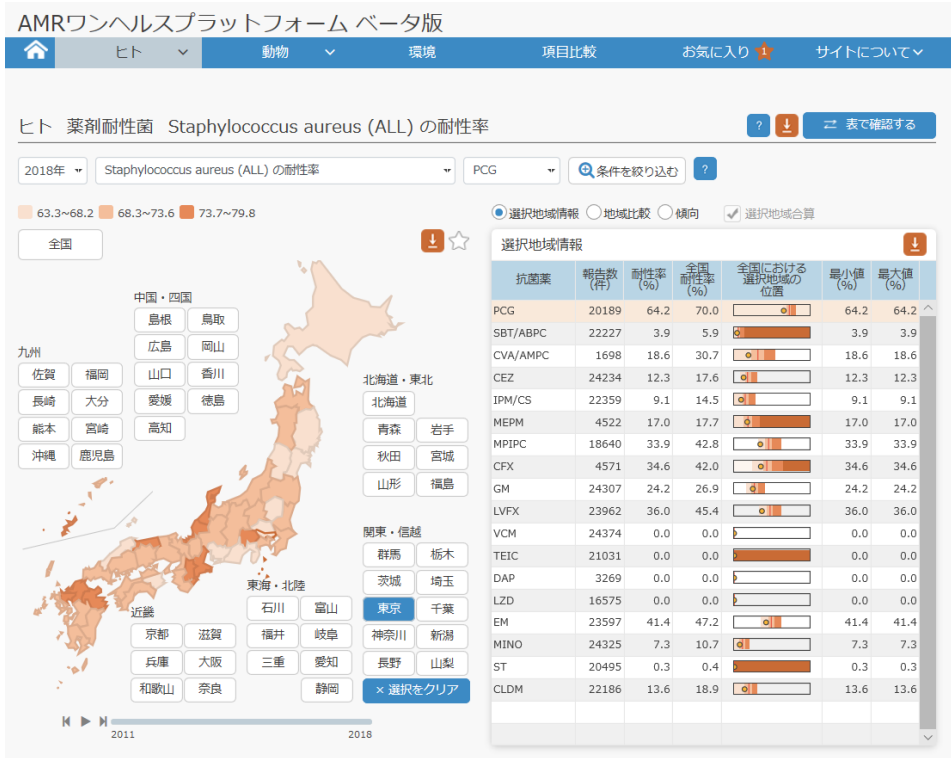 AMRワンヘルスプラットフォーム ベータ版
ヒト 動物 環境 項目比較 お気に入り 1 サイトについて
ヒト 薬剤耐性菌 Staphylococcus aureus (ALL) の耐性率
? 表で確認する
2018年 Staphylococcus aureus (ALL) の耐性率 PCG 条件を絞り込む ?
63.3~68.2 68.3~73.6 73.7~79.8
全国
中国・四国
島根 鳥取
広島 岡山
山口 香川
愛媛 徳島
高知
九州
佐賀 福岡
長崎 大分
熊本 宮崎
沖縄 鹿児島
北海道・東北
北海道
青森 岩手
秋田 宮城
山形 福島
関東・信越
群馬 栃木
茨城 埼玉
東京 千葉
神奈川 新潟
長野 山梨
× 選択をクリア
東海・北陸
石川 富山
福井 岐阜
三重 愛知
静岡
近畿
京都 滋賀
兵庫 大阪
和歌山 奈良
2011 2018
選択地域情報 地域比較 傾向 選択地域合算
選択地域情報
抗菌薬 報告数(件) 耐性率(%) 全国耐性率(%) 全国における選択地域の位置 最小値(%) 最大値(%)
PCG 20189 64.2 70.0 64.2 64.2
SBT/ABPC 22227 3.9 5.9 3.9 3.9
CVA/AMPC 1698 18.6 30.7 18.6 18.6
CEZ 24234 12.3 17.6 12.3 12.3
IPM/CS 22359 9.1 14.5 9.1 9.1
MEPM 4522 17.0 17.7 17.0 17.0
MPIPC 18640 33.9 42.8 33.9 33.9
CFX 4571 34.6 42.0 34.6 34.6
GM 24307 24.2 26.9 24.2 24.2
LVFX 23962 36.0 45.4 36.0 36.0
VCM 24374 0.0 0.0 0.0 0.0
TEIC 21031 0.0 0.0 0.0 0.0
DAP 3269 0.0 0.0 0.0 0.0
LZD 16575 0.0 0.0 0.0 0.0
EM 23597 41.4 47.2 41.4 41.4
MINO 24325 7.3 10.7 7.3 7.3
ST 20495 0.3 0.4 0.3 0.3
CLDM 22186 13.6 18.9 13.6 13.6